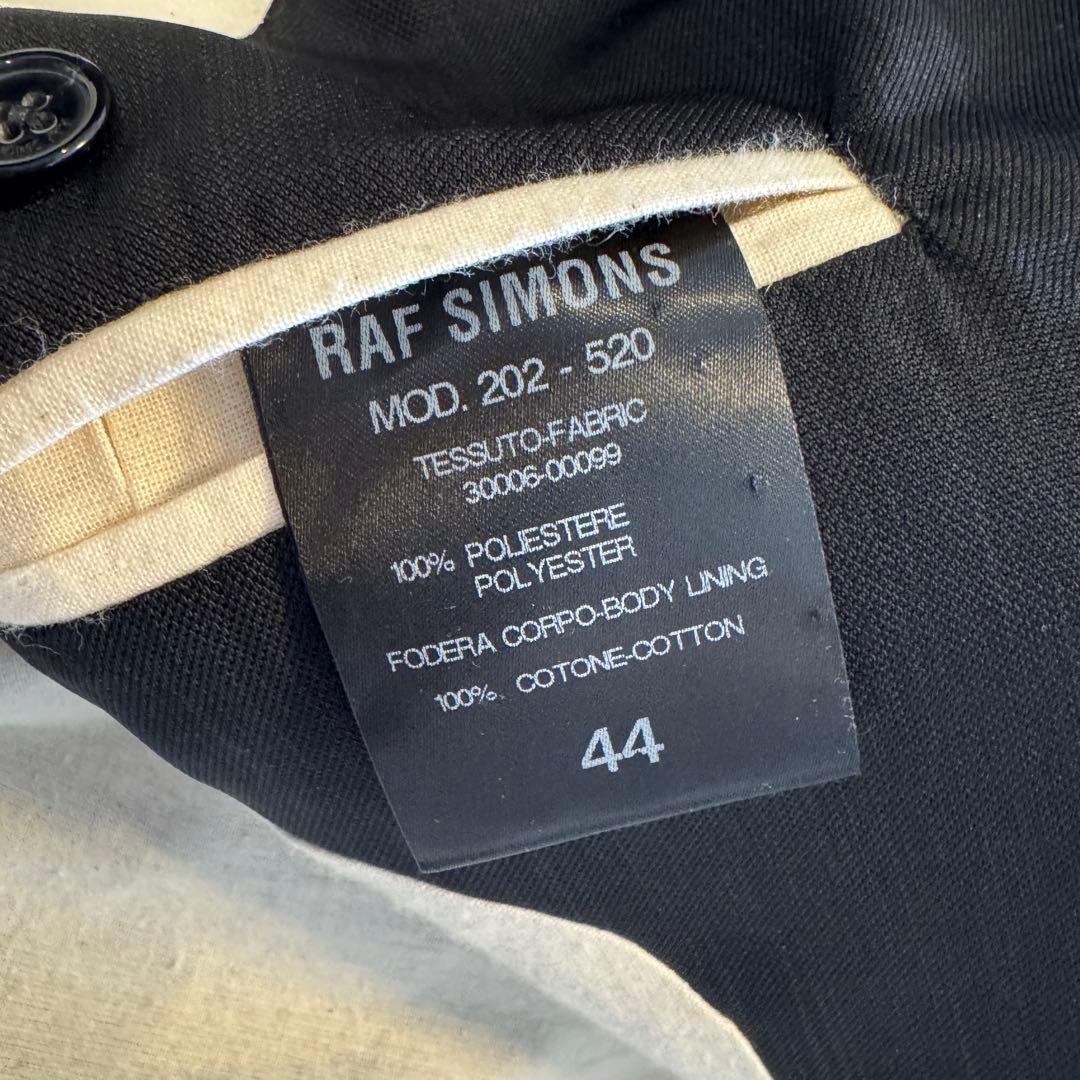 RAF SIMONS
MOD. 202 - 520
TESSUTO-FABRIC
30006-00099
100% POLIESTERE
POLYESTER
FODERA CORPO-BODY LINING
100% COTONE-COTTON
44